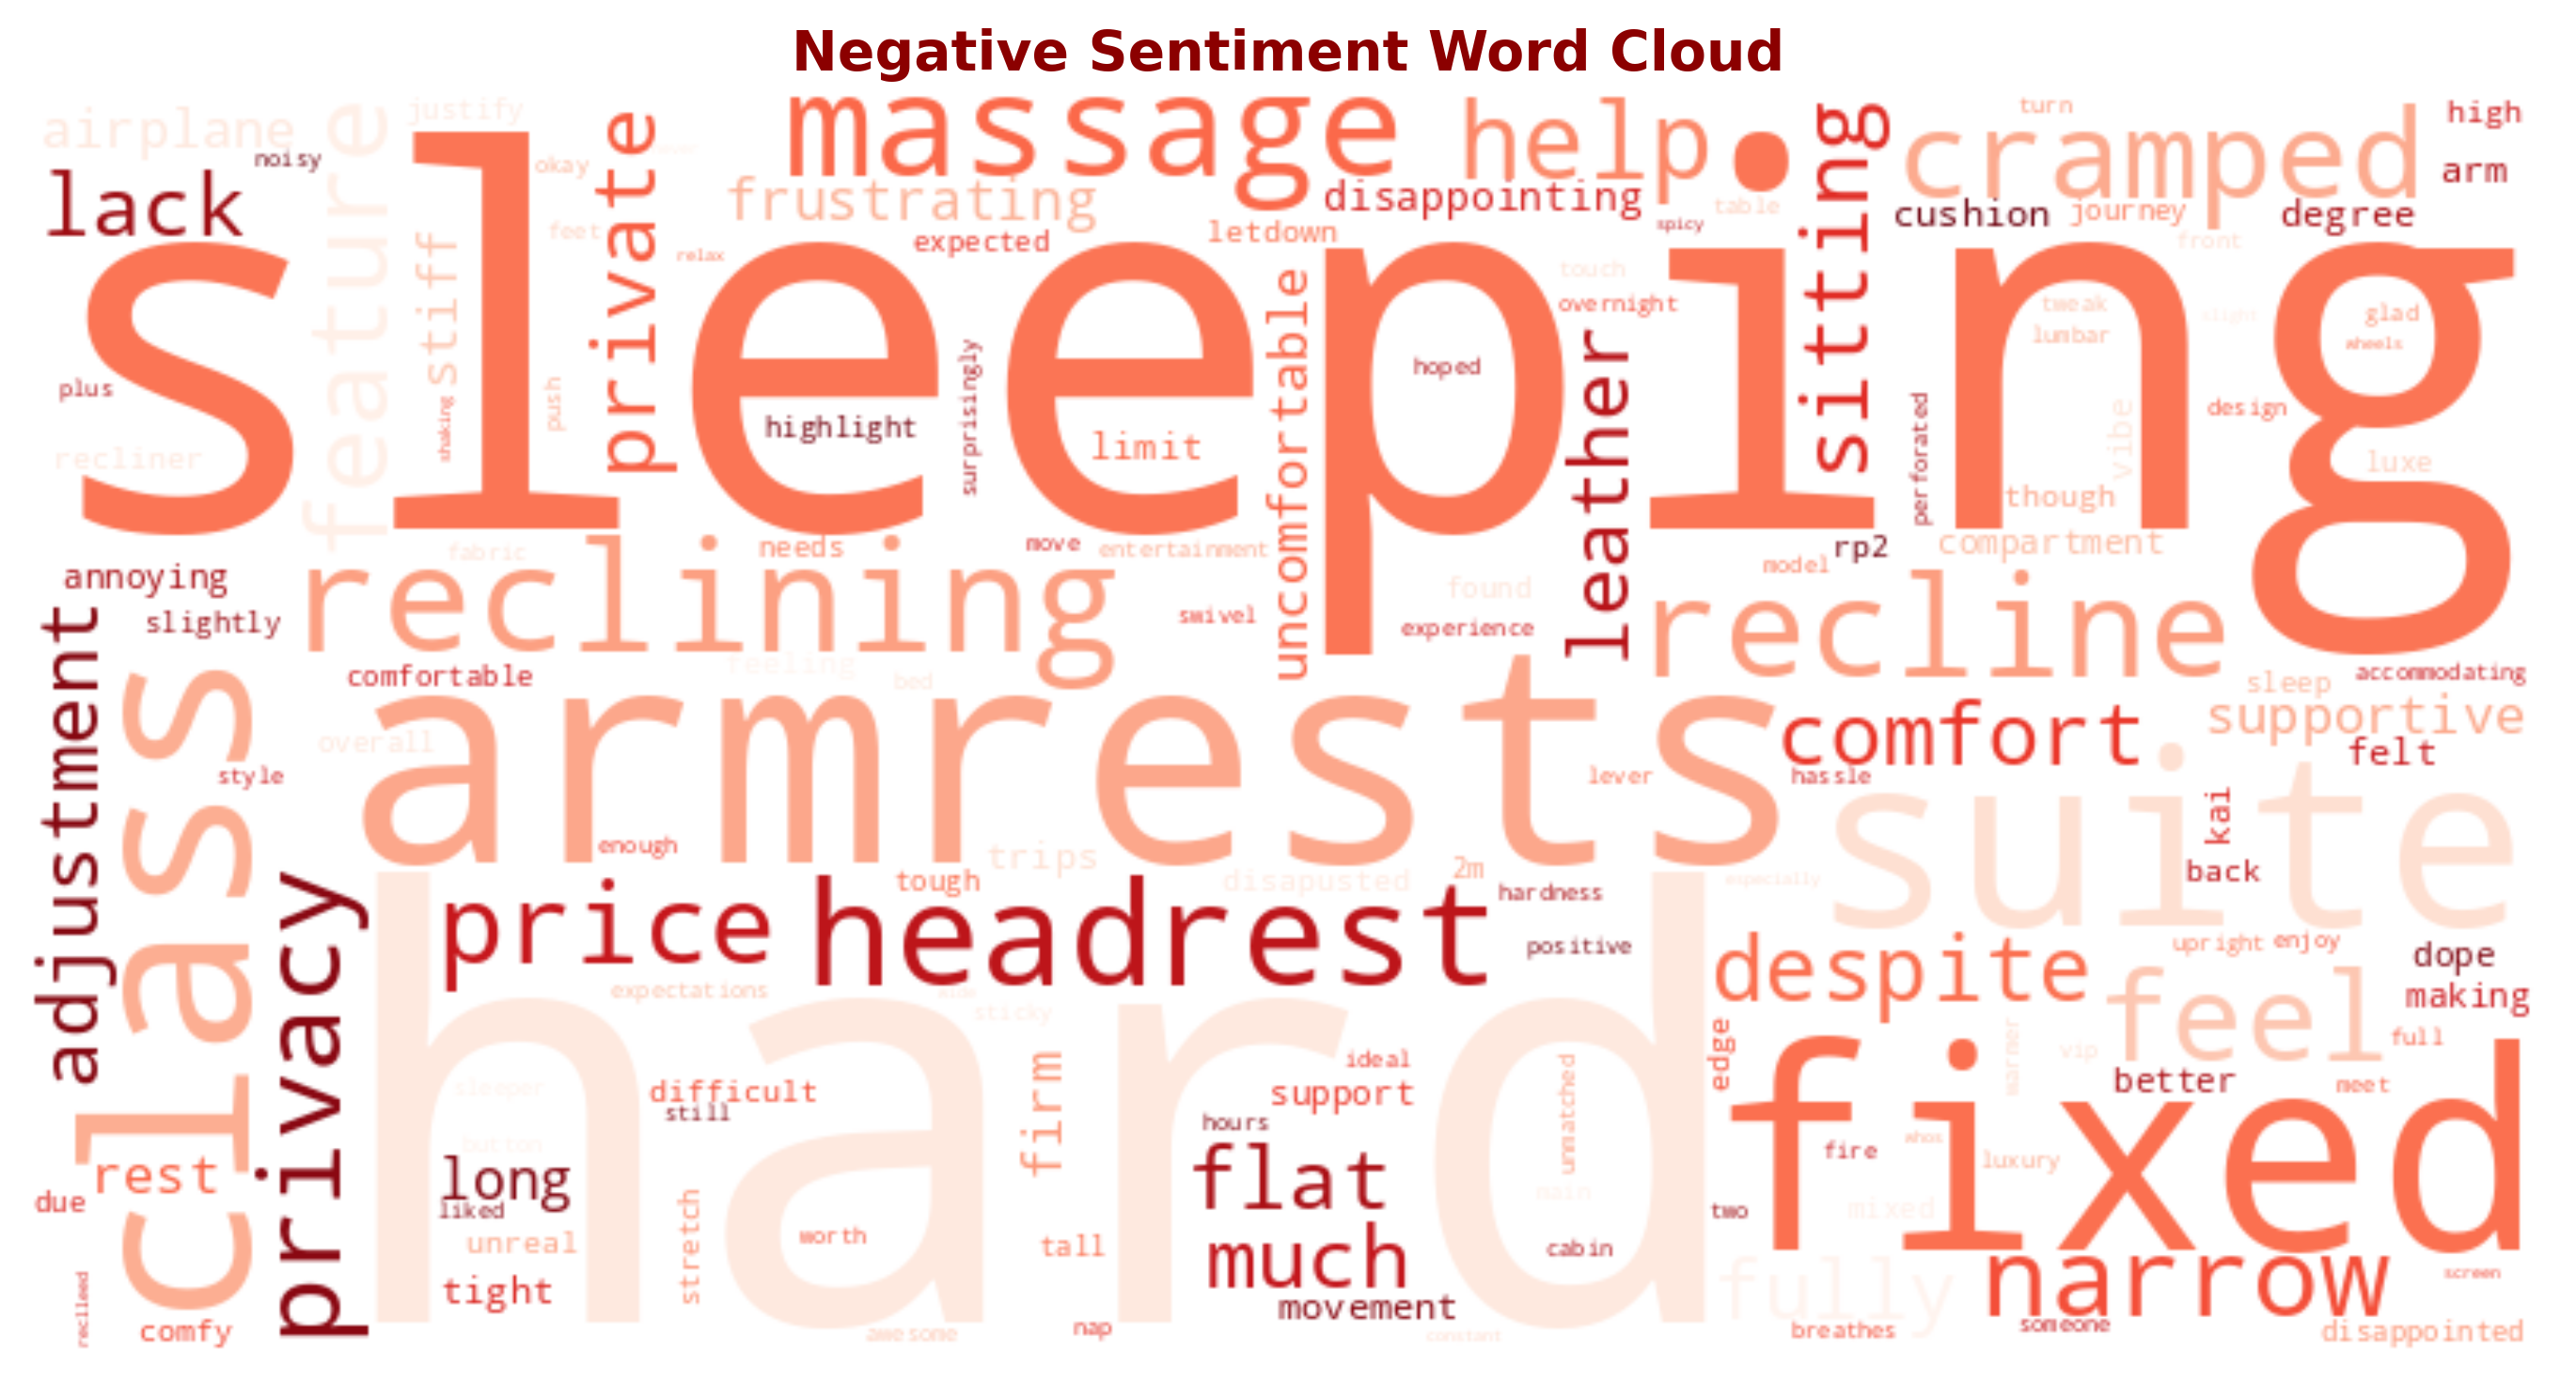 Negative Sentiment Word Cloud
airplane
justify
massage
help
turn
high
feature
noisy
okay
private
sitting
cramped
arm
lack
frustrating
disappointing
table
cushion
journey
degree
feet
stiff
relax
expected
letdown
spicy
front
sleeping
touch
overnight
tweak
glad
uncomfortable
lumbar
wheels
slight
plus
push
surprisingly
hoped
leather
perforated
vibe
design
shaking
highlight
limit
recliner
luxe
though
fabric
needs
move
entertainment
rp2
compartment
annoying
reclining
model
found
recline
slightly
swivel
experience
adjustment
class
comfortable
feeling
bed
sleep
accommodating
armrests
comfort
supportive
overall
felt
style
lever
hassle
suite
kai
enough
trips
back
privacy
tough
disapusted
2m
especially
price
headrest
hardness
positive
despite
upright
enjoy
dope
expectations
making
sticky
feel
full
hard
edge
warmer
vip
sleeper
difficult
firm
ideal
support
unmatched
better
meet
still
hours
fixed
button
fire
whos
luxury
rest
long
flat
main
due
liked
stretch
two
mixed
unreal
worth
tall
much
cabin
tight
fully
narrow
screen
reclleed
movement
comfy
awesome
nap
constant
breathes
someone
disappointed